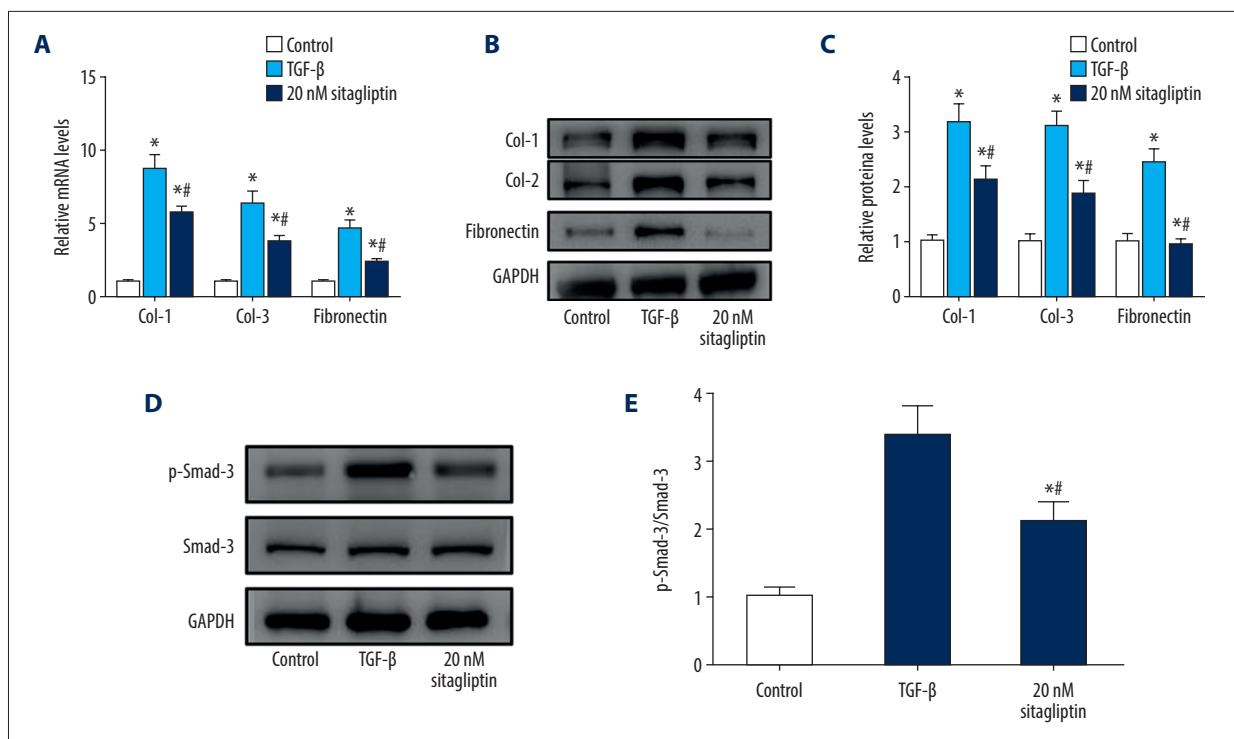 A
Control
TGF-β
20 nM sitagliptin
Relative mRNA levels
15
10
5
0
*
*#
*
*#
*
*#
Col-1 Col-3 Fibronectin
B
Col-1
Col-2
Fibronectin
GAPDH
Control TGF-β 20 nM
sitagliptin
C
Control
TGF-β
20 nM sitagliptin
Relative proteina levels
4
3
2
1
0
*
*#
*
*#
*
*#
Col-1 Col-3 Fibronectin
D
p-Smad-3
Smad-3
GAPDH
Control TGF-β 20 nM
sitagliptin
E
p-Smad-3/Smad-3
4
3
2
1
0
*#
Control TGF-β 20 nM
sitagliptin